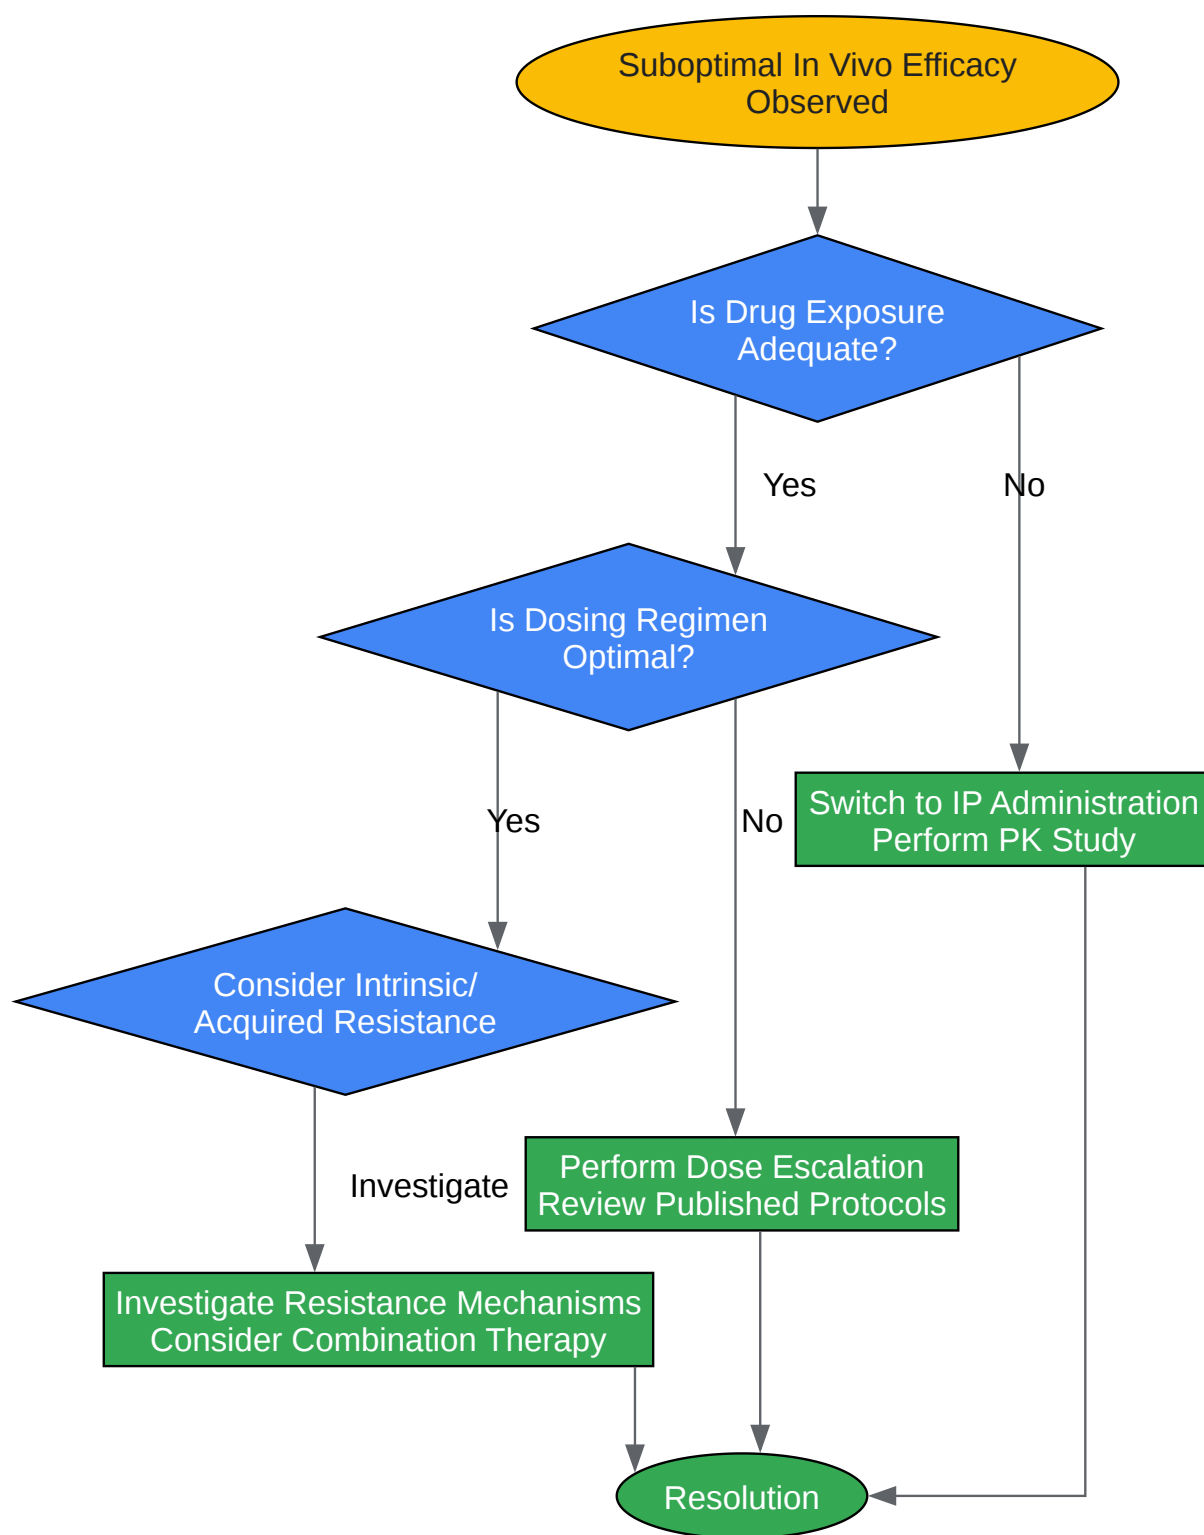 Suboptimal In Vivo Efficacy
Observed
Is Drug Exposure
Adequate?
Yes
No
Is Dosing Regimen
Optimal?
Switch to IP Administration
Perform PK Study
Yes
No
Consider Intrinsic/
Acquired Resistance
Perform Dose Escalation
Review Published Protocols
Investigate
Investigate Resistance Mechanisms
Consider Combination Therapy
Resolution